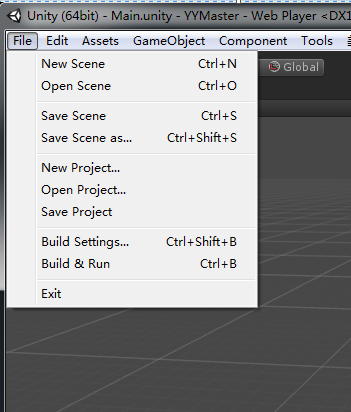 Unity (64bit) - Main.unity - YYMaster - Web Player <DX1
File Edit Assets GameObject Component Tools
New Scene Ctrl+N
Global
Open Scene Ctrl+O
Save Scene Ctrl+S
Save Scene as... Ctrl+Shift+S
New Project...
Open Project...
Save Project
Build Settings... Ctrl+Shift+B
Build & Run Ctrl+B
Exit